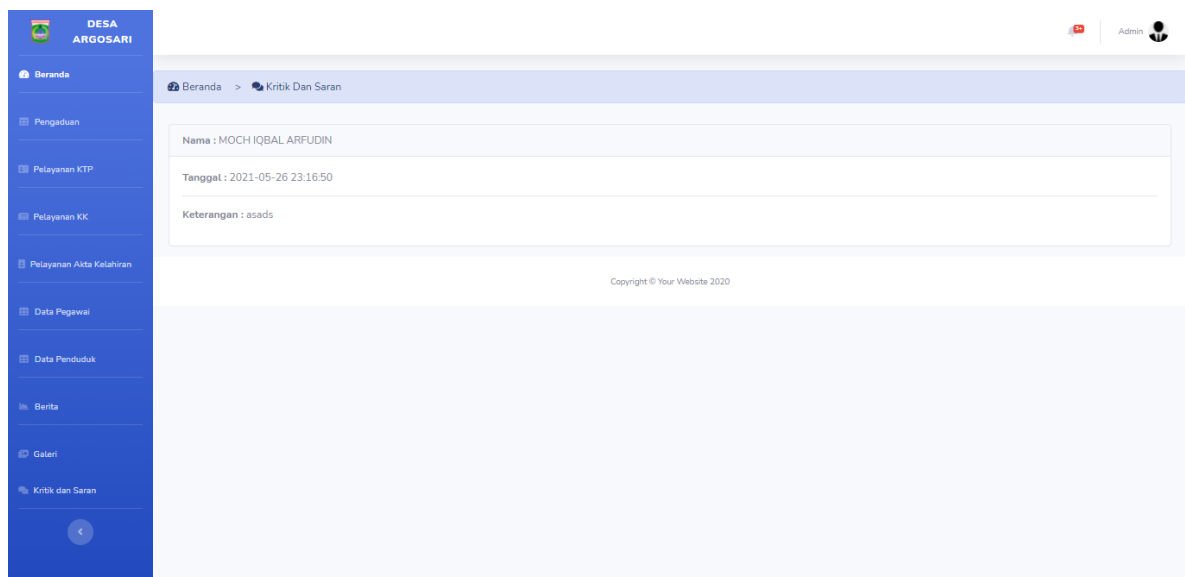 DESA
ARGOSARI
3+
Admin
Beranda
Beranda > Kritik Dan Saran
Pengaduan
Nama : MOCH IQBAL ARFUDIN
Pelayanan KTP
Tanggal : 2021-05-26 23:16:50
Pelayanan KK
Keterangan : asads
Pelayanan Akta Kelahiran
Copyright © Your Website 2020
Data Pegawai
Data Penduduk
Berita
Galeri
Kritik dan Saran